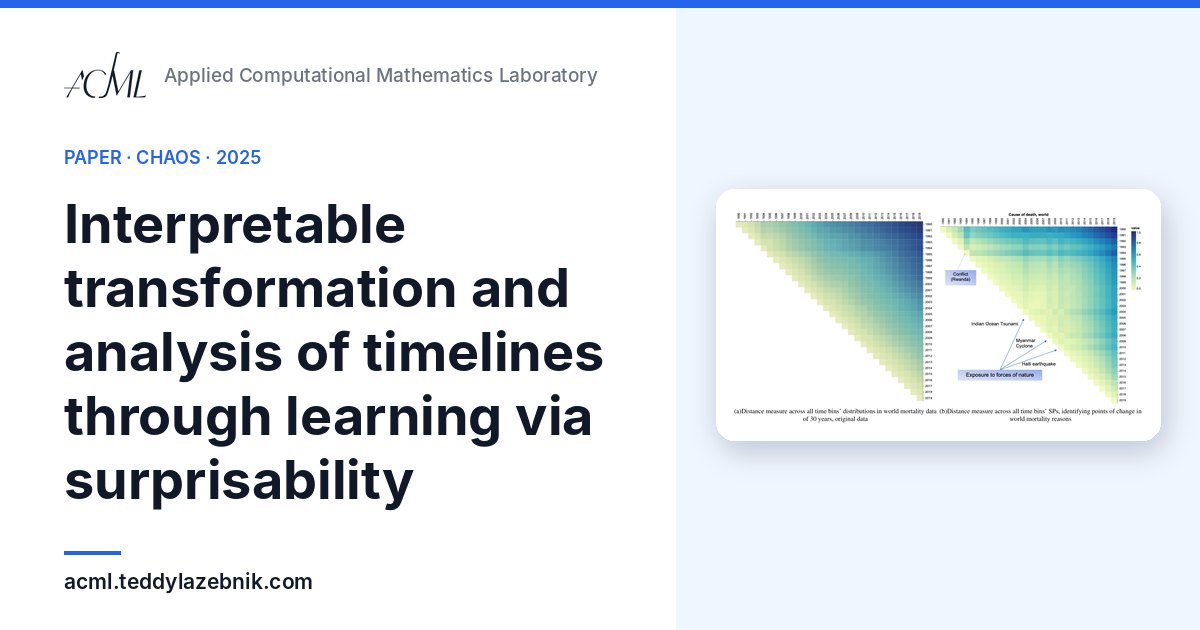 ACML
Applied Computational Mathematics Laboratory
PAPER · CHAOS · 2025
Interpretable
transformation and
analysis of timelines
through learning via
surprisability
acml.teddylazebnik.com
Cause of death, world
value
Conflict
(Rwanda)
Indian Ocean Tsunami
Myanmar
Cyclone
Haiti earthquake
Exposure to forces of nature
(a)Distance measure across all time bins' distributions in world mortality data
of 30 years, original data
(b)Distance measure across all time bins' SPs, identifying points of change in
world mortality reasons